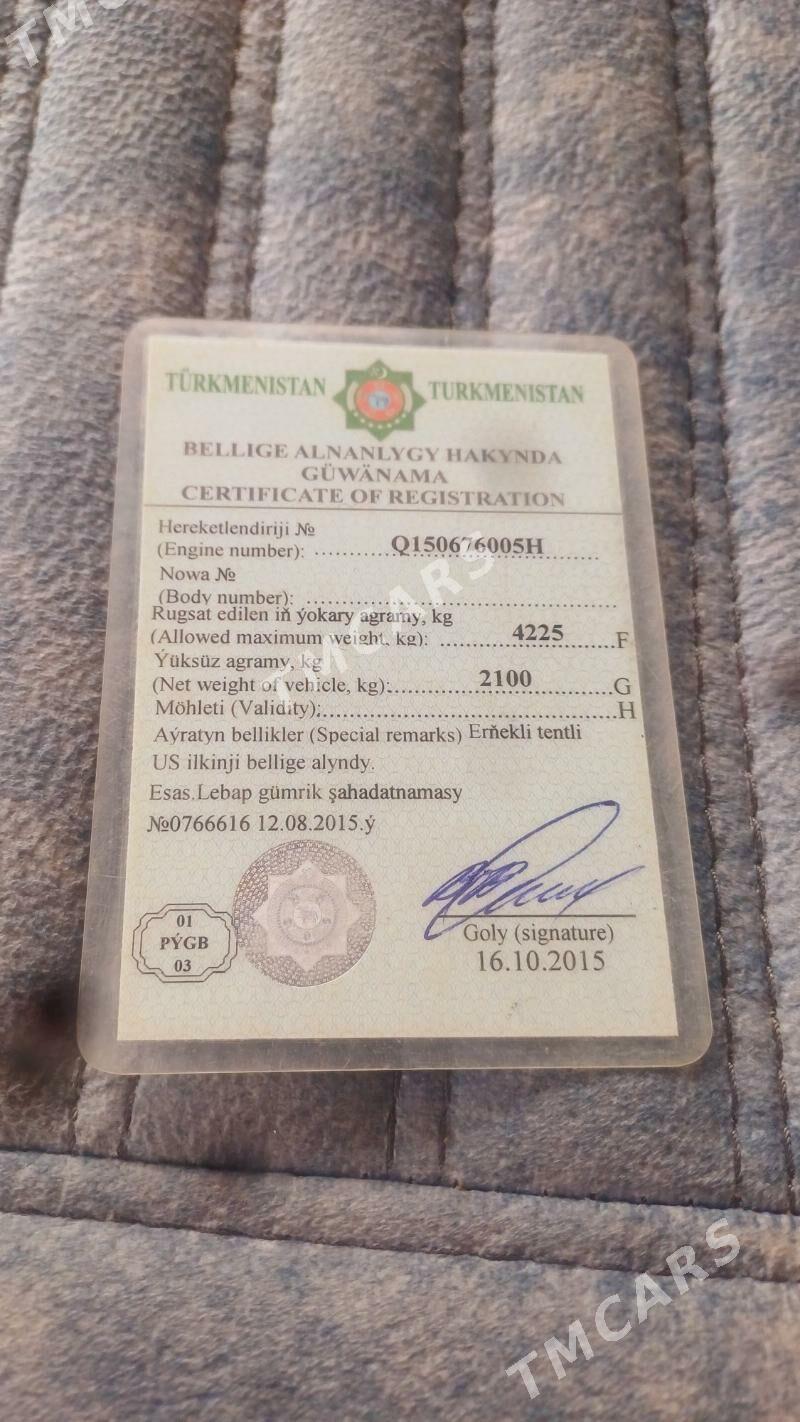 TÜRKMENISTAN TURKMENISTAN
BELLIGE ALNANLYGY HAKYNDA
GÜWÄNAMA
CERTIFICATE OF REGISTRATION
Hereketlendiriji №
(Engine number): Q150676005H
Nowa №
(Body number):
Rugsat edilen iň ýokary agramy, kg
(Allowed maximum weight, kg): 4225 F
Ýüksüz agramy, kg
(Net weight of vehicle, kg): 2100 G
Möhleti (Validity): H
Aýratyn bellikler (Special remarks) Erňekli tentli
US ilkinji bellige alyndy.
Esas.Lebap gümrik şahadatnamasy
№0766616 12.08.2015.ý
01
PÝGB
03
Goly (signature)
16.10.2015
TMCARS
TMCARS
TMCARS